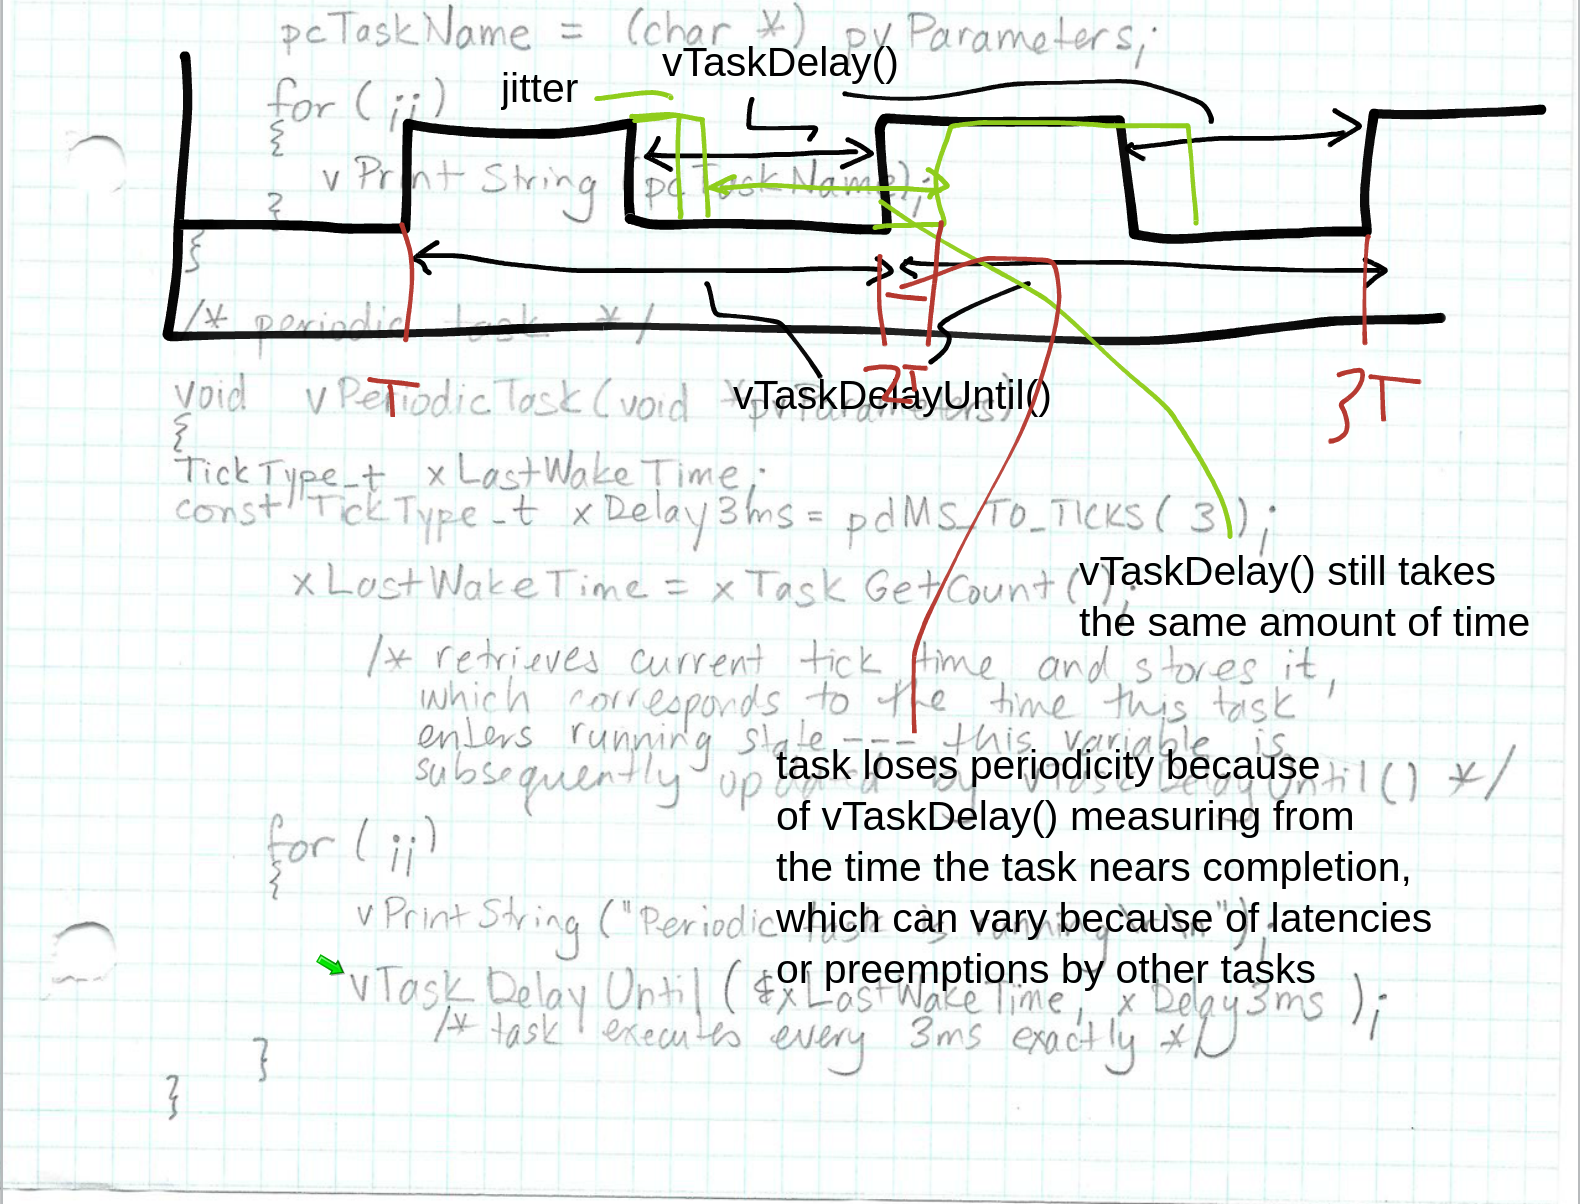 pcTaskName = (char *) pvParameters;
vTaskDelay()
jitter
for (;;)
{
vPrintString (pcTaskName);
}
}
/* periodic task */
T
2T
3T
vTaskDelayUntil()
void vPeriodicTask(void *pvParameters)
{
TickType_t xLastWakeTime;
const TickType_t xDelay3ms = pdMS_TO_TICKS( 3 );
vTaskDelay() still takes
the same amount of time
xLastWakeTime = xTaskGetCount();
/* retrieves current tick time and stores it,
which corresponds to the time this task
enters running state --- this variable is
subsequently updated by vTaskDelayUntil() */
task loses periodicity because
of vTaskDelay() measuring from
the time the task nears completion,
which can vary because of latencies
or preemptions by other tasks
for (;;)
{
vPrintString ("Periodic task is running\r\n");
vTaskDelayUntil ( &xLastWakeTime, xDelay3ms );
/* task executes every 3ms exactly */
}
}